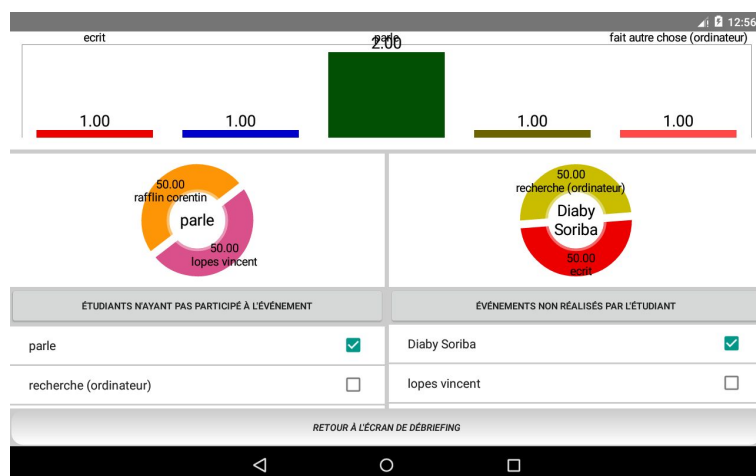 12:56
ecrit
parle
fait autre chose (ordinateur)
2.00
1.00
1.00
1.00
1.00
50.00
rafflin corentin
parle
50.00
lopes vincent
50.00
recherche (ordinateur)
Diaby
Soriba
50.00
ecrit
ÉTUDIANTS N'AYANT PAS PARTICIPÉ À L'ÉVÉNEMENT
ÉVÉNEMENTS NON RÉALISÉS PAR L'ÉTUDIANT
parle
Diaby Soriba
recherche (ordinateur)
lopes vincent
RETOUR À L'ÉCRAN DE DÉBRIEFING